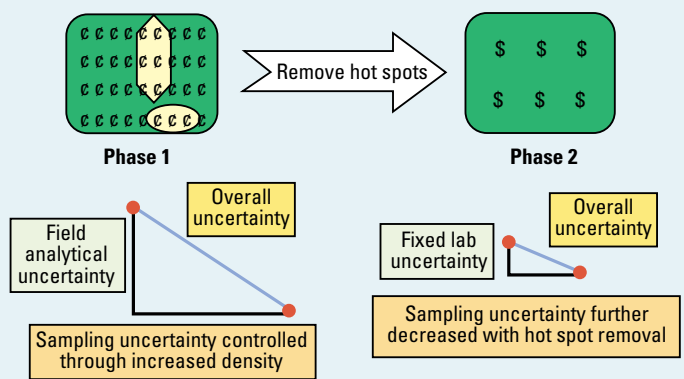 ¢ ¢ ¢ ¢ ¢ ¢ ¢ ¢ ¢
¢ ¢ ¢ ¢ ¢ ¢ ¢ ¢ ¢
¢ ¢ ¢ ¢ ¢ ¢ ¢ ¢ ¢
¢ ¢ ¢ ¢ ¢ ¢ ¢ ¢ ¢
Phase 1
Remove hot spots
$ $ $
$ $ $
Phase 2
Field
analytical
uncertainty
Overall
uncertainty
Sampling uncertainty controlled
through increased density
Fixed lab
uncertainty
Overall
uncertainty
Sampling uncertainty further
decreased with hot spot removal